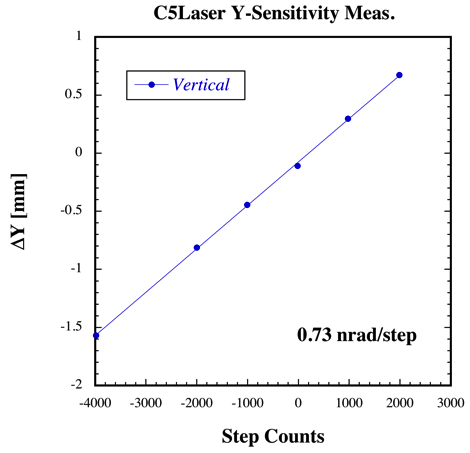 C5Laser Y-Sensitivity Meas.
1
0.5
0
-0.5
-1
-1.5
-2
ΔY [mm]
Vertical
0.73 nrad/step
-4000 -3000 -2000 -1000 0 1000 2000 3000
Step Counts